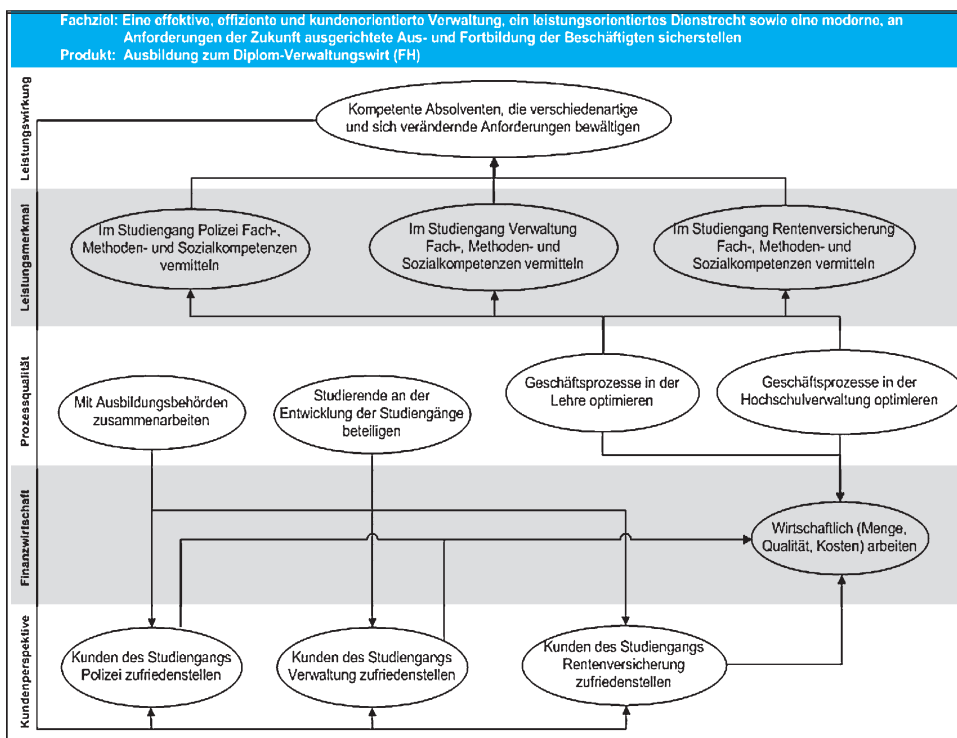 Fachziel: Eine effektive, effiziente und kundenorientierte Verwaltung, ein leistungsorientiertes Dienstrecht sowie eine moderne, an
Anforderungen der Zukunft ausgerichtete Aus- und Fortbildung der Beschäftigten sicherstellen
Produkt: Ausbildung zum Diplom-Verwaltungswirt (FH)
Leistungswirkung
Kompetente Absolventen, die verschiedenartige
und sich verändernde Anforderungen bewältigen
Leistungsmerkmal
Im Studiengang Polizei Fach-,
Methoden- und Sozialkompetenzen
vermitteln
Im Studiengang Verwaltung
Fach-, Methoden- und
Sozialkompetenzen vermitteln
Im Studiengang Rentenversicherung
Fach-, Methoden- und
Sozialkompetenzen vermitteln
Prozessqualität
Mit Ausbildungsbehörden
zusammenarbeiten
Studierende an der
Entwicklung der Studiengänge
beteiligen
Geschäftsprozesse in der
Lehre optimieren
Geschäftsprozesse in der
Hochschulverwaltung optimieren
Finanzwirtschaft
Wirtschaftlich (Menge,
Qualität, Kosten) arbeiten
Kundenperspektive
Kunden des Studiengangs
Polizei zufriedenstellen
Kunden des Studiengangs
Verwaltung zufriedenstellen
Kunden des Studiengangs
Rentenversicherung
zufriedenstellen